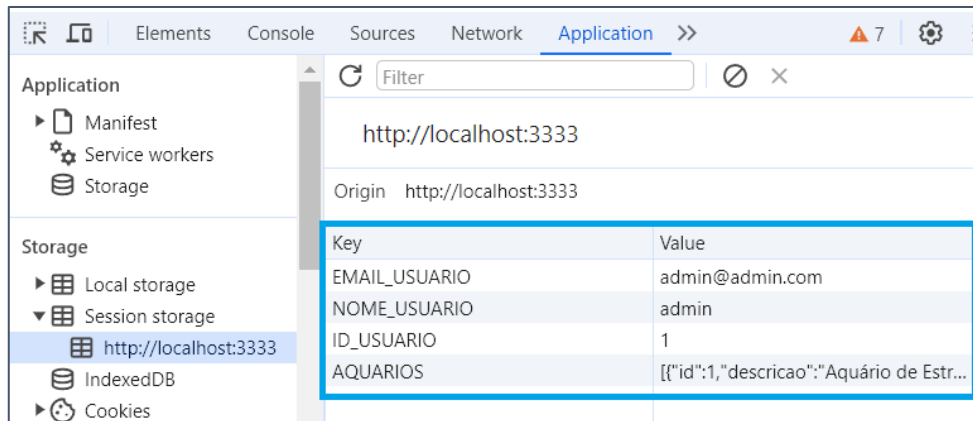 Elements Console Sources Network Application 7
Application
Manifest
Service workers
Storage
Storage
Local storage
Session storage
http://localhost:3333
IndexedDB
Cookies
Filter
http://localhost:3333
Origin http://localhost:3333
Key Value
EMAIL_USUARIO admin@admin.com
NOME_USUARIO admin
ID_USUARIO 1
AQUARIOS [{"id":1,"descricao":"Aquário de Estr...